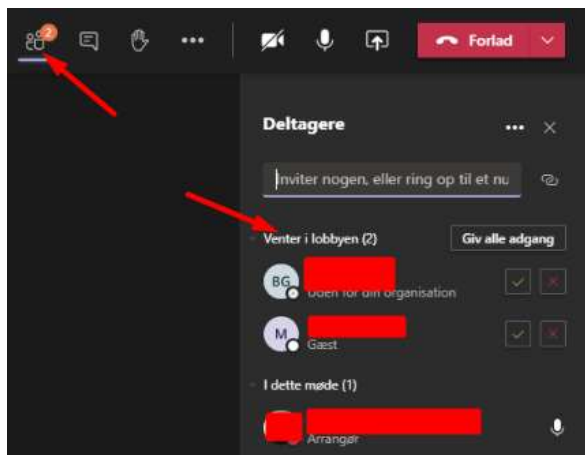 2
Forlad
Deltagere
Inviter nogen, eller ring op til et nu
Venter i lobbyen (2)
Giv alle adgang
BG
Uden for din organisation
M
Gæst
I dette møde (1)
Arrangør